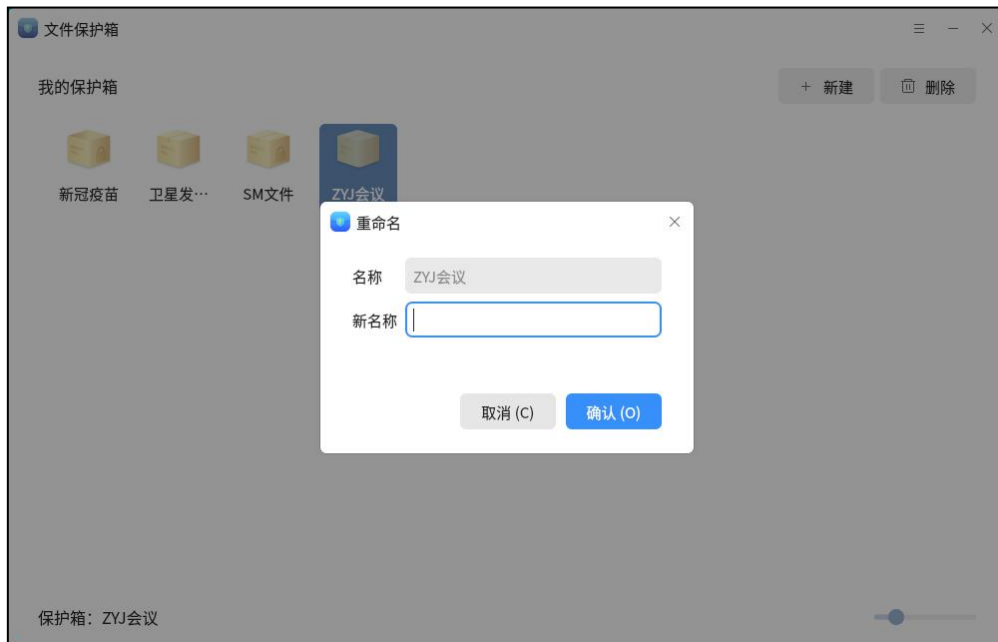 文件保护箱
我的保护箱
+ 新建
删除
新冠疫苗 卫星发… SM文件 ZYJ会议
重命名
名称 ZYJ会议
新名称
取消 (C) 确认 (O)
保护箱：ZYJ会议